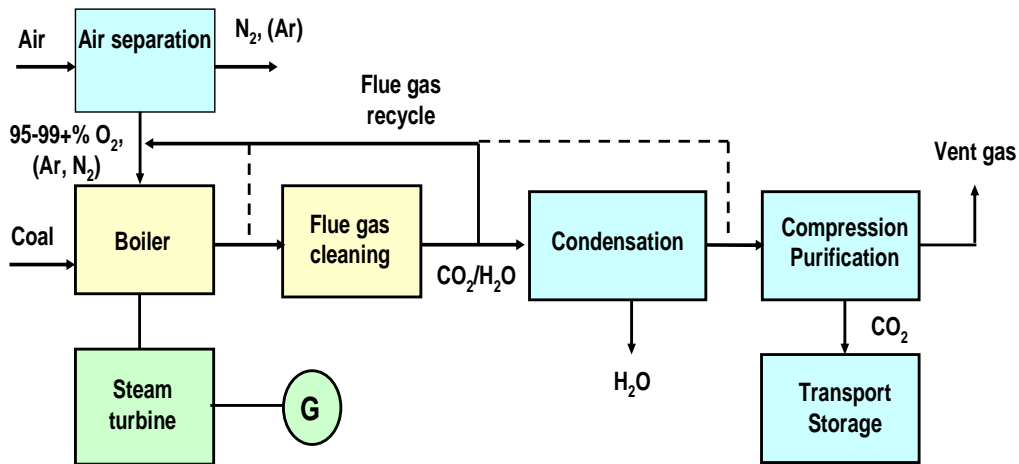 Air
Air separation
N₂, (Ar)
Flue gas
recycle
95-99+% O₂,
(Ar, N₂)
Vent gas
Coal
Boiler
Flue gas
cleaning
CO₂/H₂O
Condensation
Compression
Purification
H₂O
CO₂
Steam
turbine
G
Transport
Storage